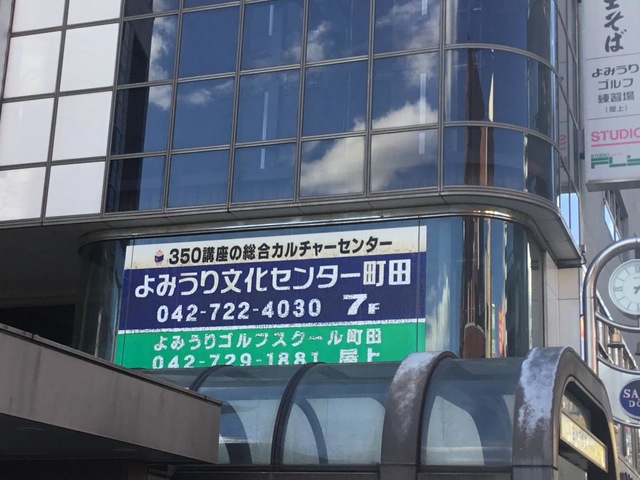 350講座の総合カルチャーセンター
よみうり文化センター町田
042-722-4030 7F
よみうりゴルフスクール町田
042-729-1881 屋上
士そば
よみうり
ゴルフ
練習場
(屋上)
STUDIO
STUDIO